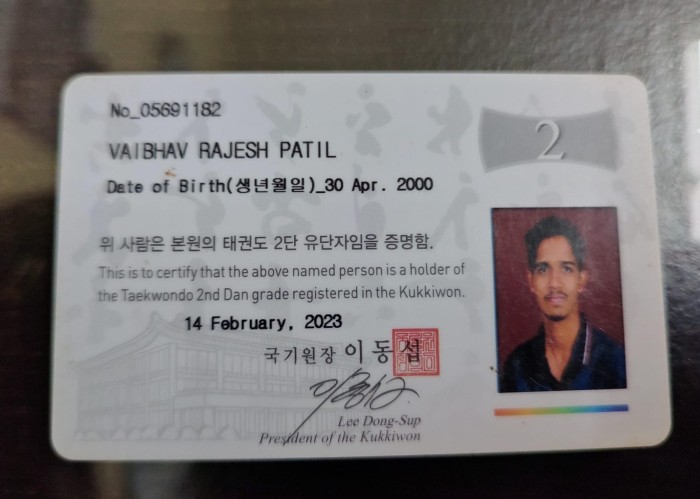 No_05691182
2
VAIBHAV RAJESH PATIL
Date of Birth(생년월일)_30 Apr. 2000
위 사람은 본원의 태권도 2단 유단자임을 증명함.
This is to certify that the above named person is a holder of
the Taekwondo 2nd Dan grade registered in the Kukkiwon.
14 February, 2023
국기원장 이동섭
Lee Dong-Sup
President of the Kukkiwon